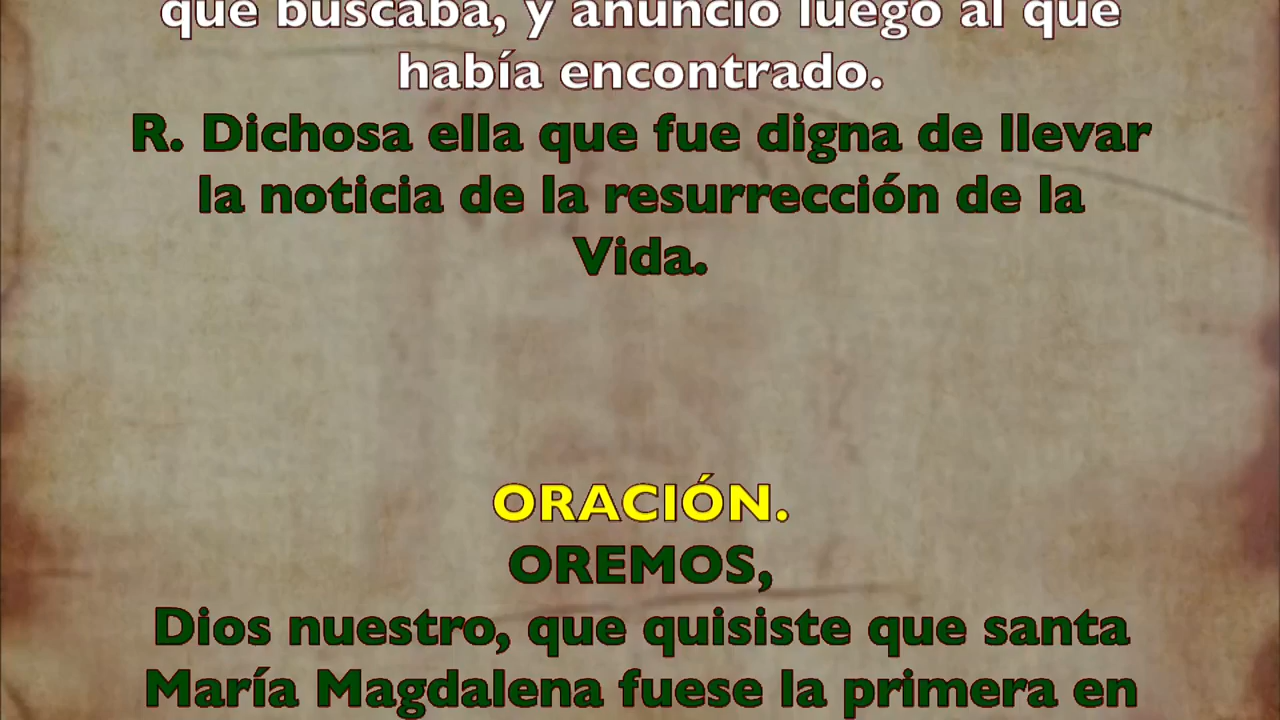 que buscaba, y anunció luego al que
había encontrado.
R. Dichosa ella que fue digna de llevar
la noticia de la resurrección de la
Vida.
ORACIÓN.
OREMOS,
Dios nuestro, que quisiste que santa
María Magdalena fuese la primera en